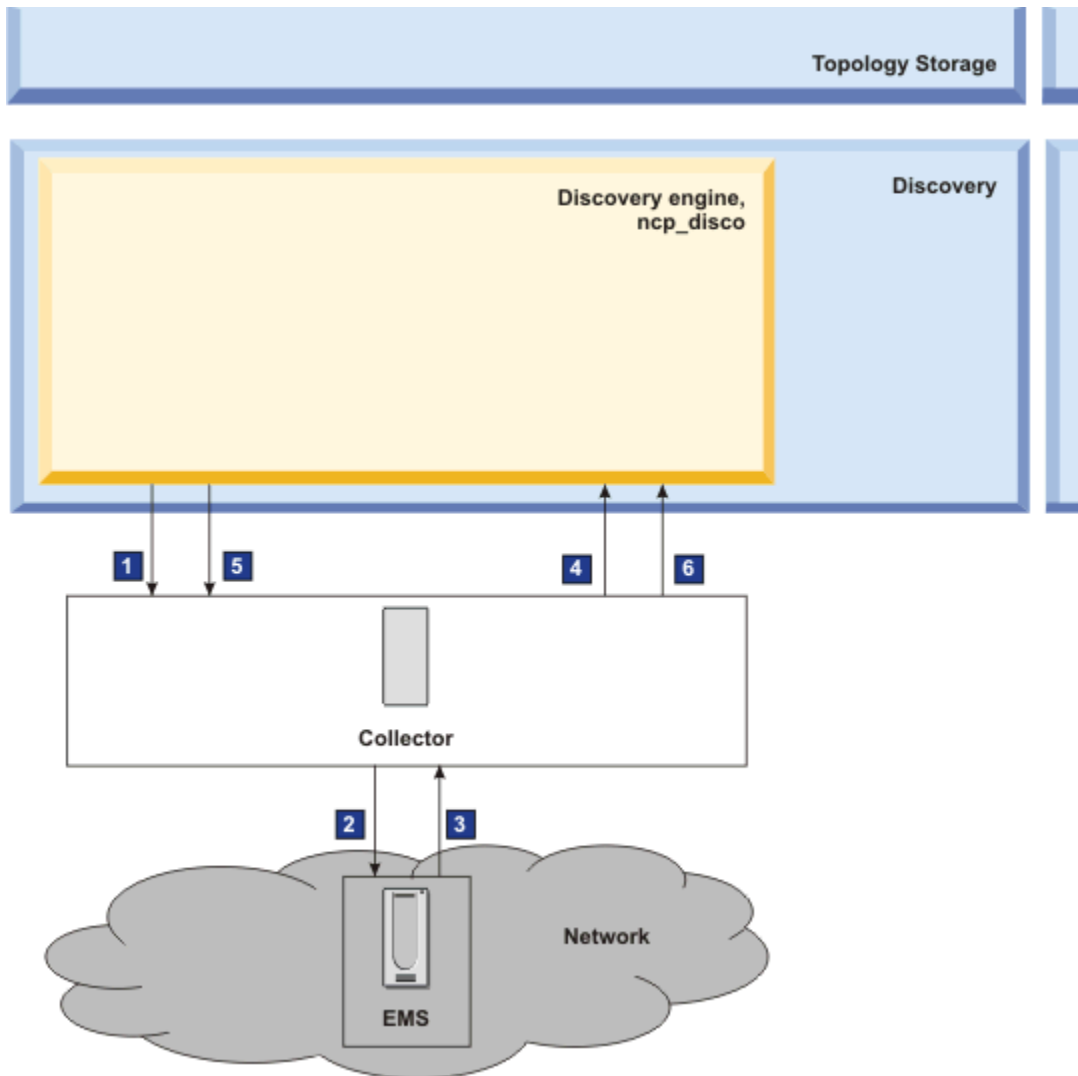 Topology Storage
Discovery
Discovery engine,
ncp_disco
1
5
4
6
Collector
2
3
Network
EMS